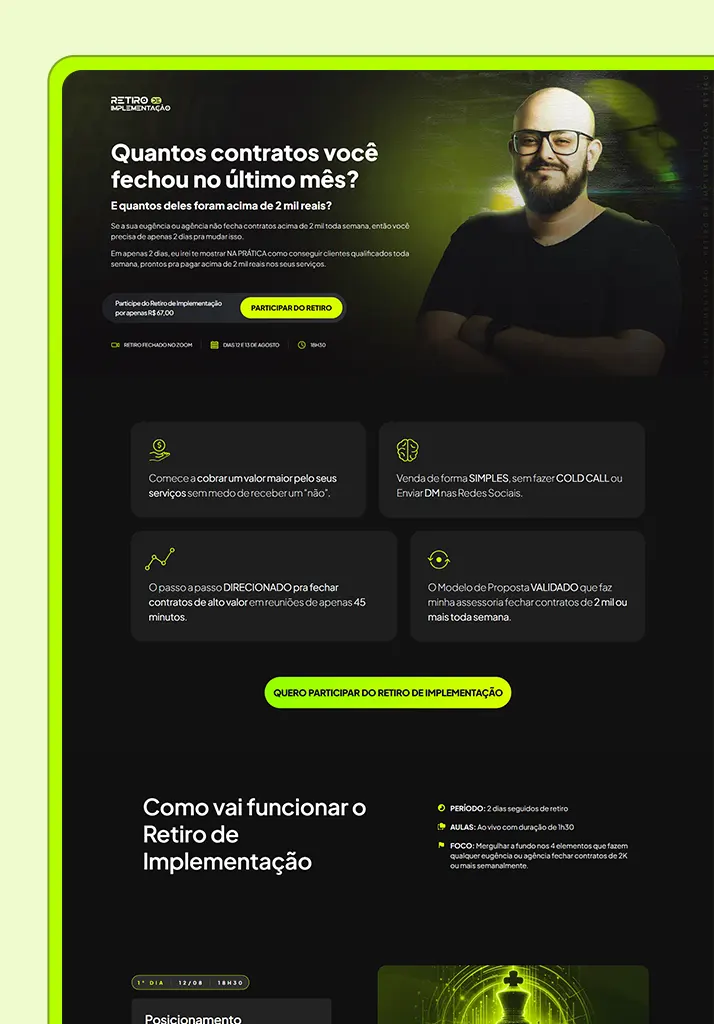 RETIRO DE
IMPLEMENTAÇÃO
Quantos contratos você
fechou no último mês?
E quantos deles foram acima de 2 mil reais?
Se a sua eugência ou agência não fecha contratos acima de 2 mil toda semana, então você
precisa de apenas 2 dias pra mudar isso.
Em apenas 2 dias, eu irei te mostrar NA PRÁTICA como conseguir clientes qualificados toda
semana, prontos pra pagar acima de 2 mil reais nos seus serviços.
Participe do Retiro de Implementação
por apenas R$ 67,00
PARTICIPAR DO RETIRO
RETIRO FECHADO NO ZOOM
DIAS 12 E 13 DE AGOSTO
18H30
Comece a cobrar um valor maior pelo seus
serviços sem medo de receber um "não".
Venda de forma SIMPLES, sem fazer COLD CALL ou
Enviar DM nas Redes Sociais.
O passo a passo DIRECIONADO pra fechar
contratos de alto valor em reuniões de apenas 45
minutos.
O Modelo de Proposta VALIDADO que faz
minha assessoria fechar contratos de 2 mil ou
mais toda semana.
QUERO PARTICIPAR DO RETIRO DE IMPLEMENTAÇÃO
Como vai funcionar o
Retiro de
Implementação
PERÍODO: 2 dias seguidos de retiro
AULAS: Ao vivo com duração de 1h30
FOCO: Mergulhar a fundo nos 4 elementos que fazem
qualquer eugência ou agência fechar contratos de 2K
ou mais semanalmente.
1° DIA | 12/08 | 18H30
Posicionamento